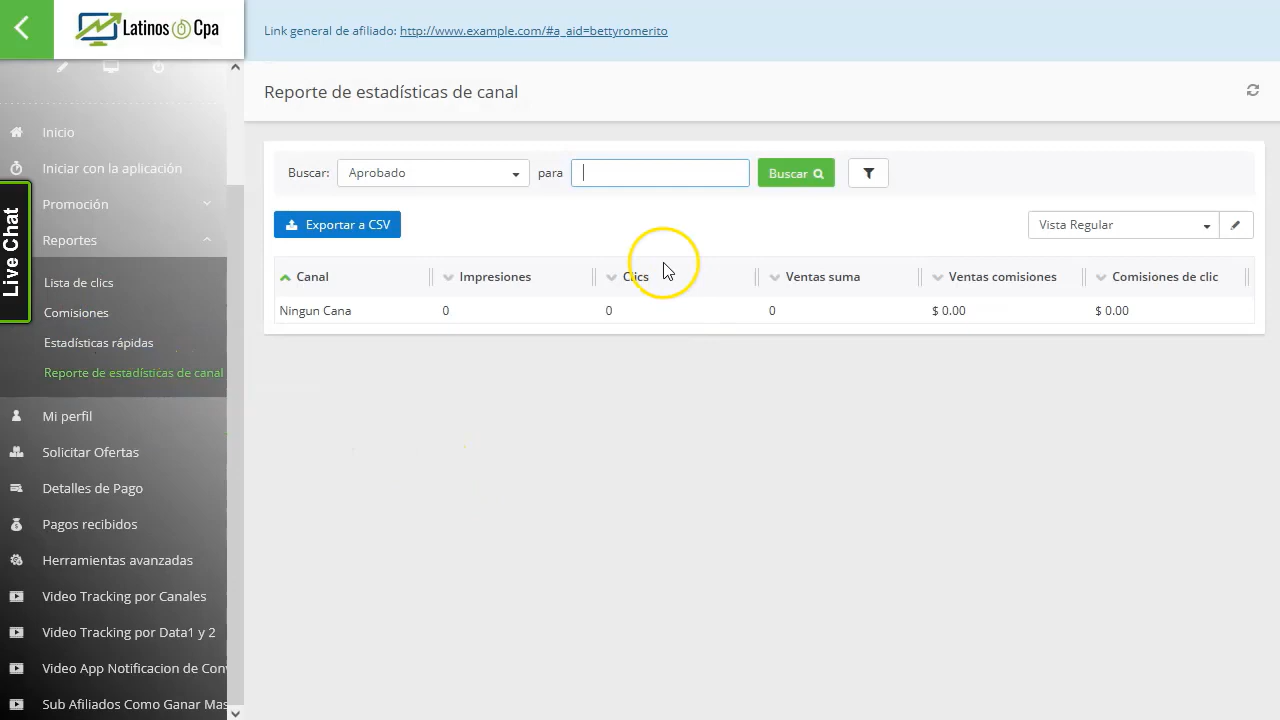 Latinos Cpa
Link general de afiliado: http://www.example.com/#a_aid=bettyromerito
Reporte de estadísticas de canal
Inicio
Iniciar con la aplicación
Promoción
Reportes
Lista de clics
Comisiones
Estadísticas rápidas
Reporte de estadísticas de canal
Mi perfil
Solicitar Ofertas
Detalles de Pago
Pagos recibidos
Herramientas avanzadas
Video Tracking por Canales
Video Tracking por Data1 y 2
Video App Notificacion de Con
Sub Afiliados Como Ganar Mas
Live Chat
Buscar: Aprobado para Buscar
Exportar a CSV Vista Regular
Canal Impresiones Clics Ventas suma Ventas comisiones Comisiones de clic
Ningun Cana 0 0 0 $ 0.00 $ 0.00